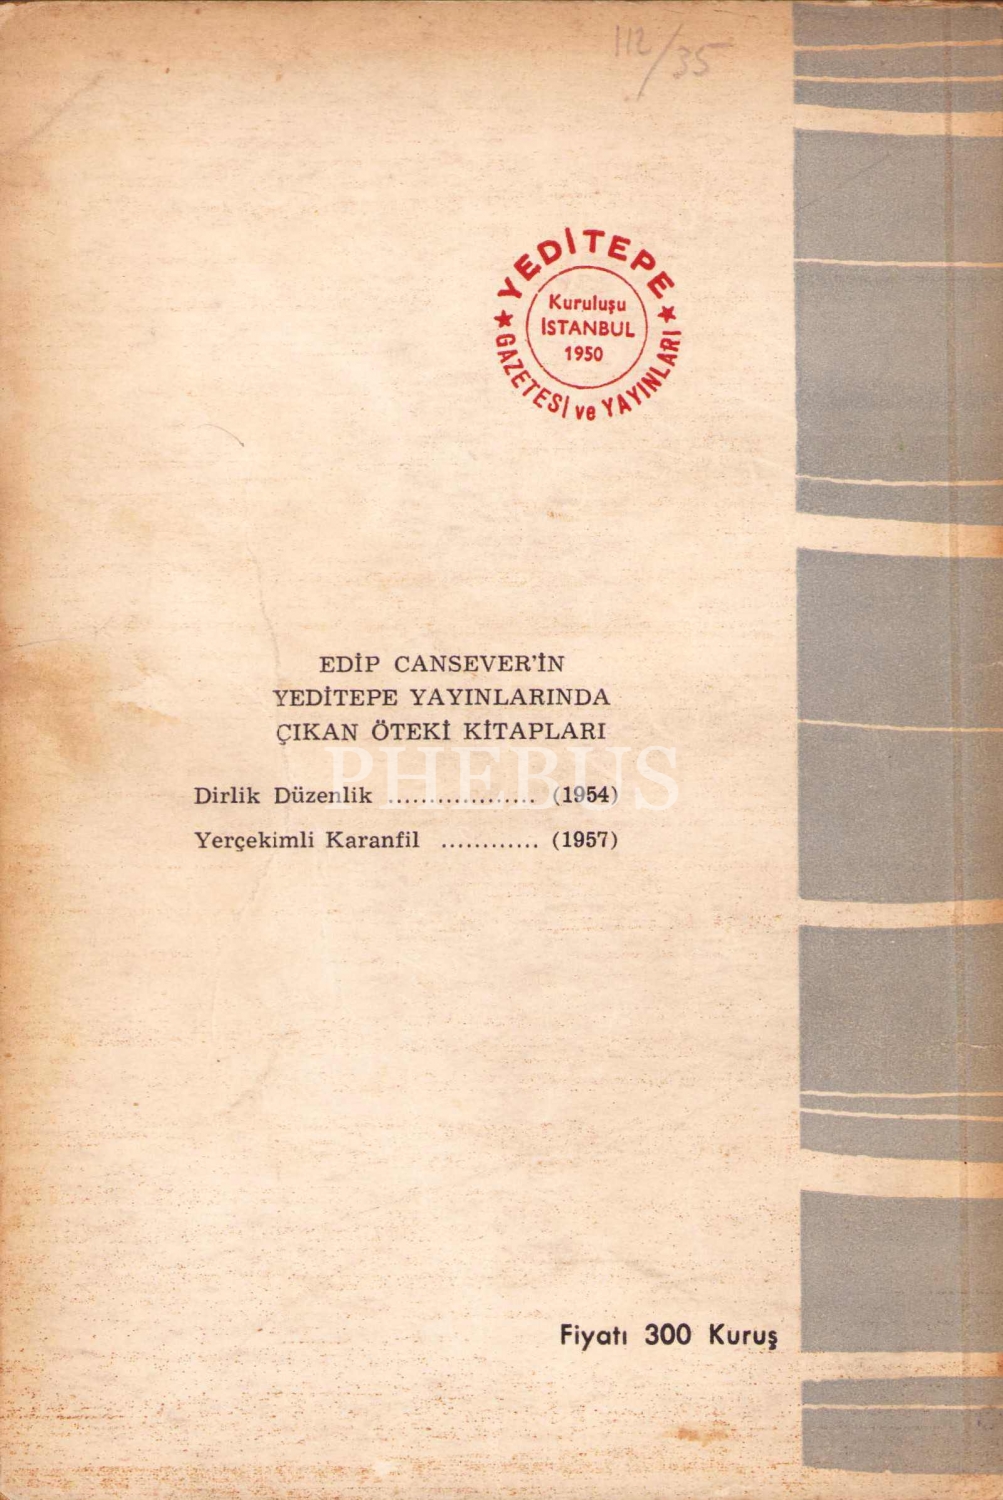 112/35
YEDİTEPE
Kuruluşu
İSTANBUL
1950
★ GAZETESİ ve YAYINLARI ★
EDİP CANSEVER'İN
YEDİTEPE YAYINLARINDA
ÇIKAN ÖTEKİ KİTAPLARI
PHEBUS
Dirlik Düzenlik .................. (1954)
Yerçekimli Karanfil ............ (1957)
Fiyatı 300 Kuruş